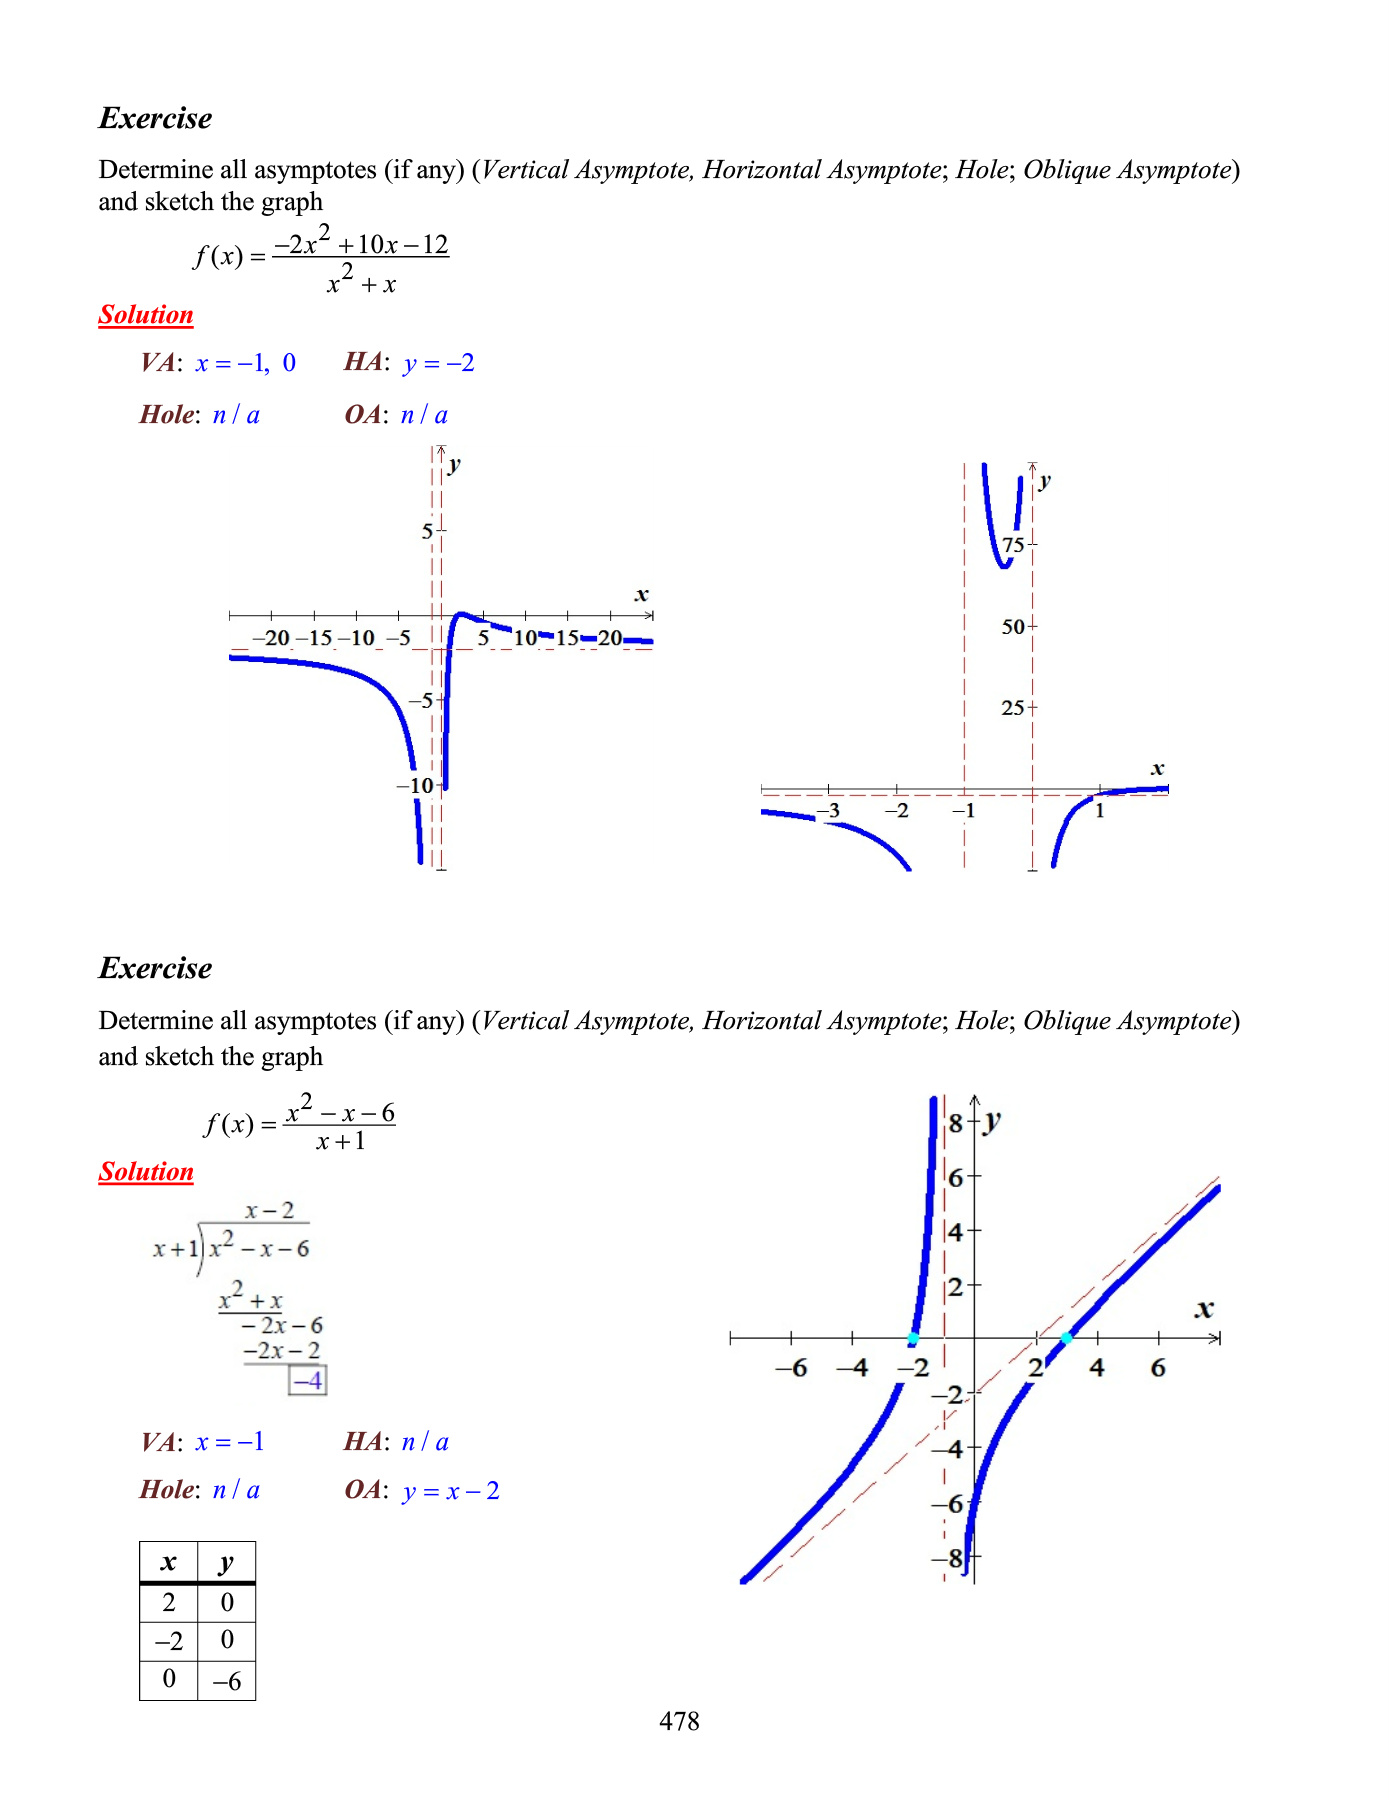 Exercise
Determine all asymptotes (if any) (Vertical Asymptote, Horizontal Asymptote; Hole; Oblique Asymptote)
and sketch the graph
f(x) = (−2x² + 10x − 12) / (x² + x)
Solution
VA: x = −1, 0 HA: y = −2
Hole: n / a OA: n / a
y
5
x
−20 −15 −10 −5 5 10 15 20
−5
−10
y
75
50
25
x
−3 −2 −1 1
Exercise
Determine all asymptotes (if any) (Vertical Asymptote, Horizontal Asymptote; Hole; Oblique Asymptote)
and sketch the graph
f(x) = (x² − x − 6) / (x + 1)
Solution
x − 2
x + 1)x² − x − 6
x² + x
− 2x − 6
−2x − 2
−4
VA: x = −1 HA: n / a
Hole: n / a OA: y = x − 2
x y
2 0
−2 0
0 −6
8 y
6
4
2
x
−6 −4 −2 2 4 6
−2
−4
−6
−8
478